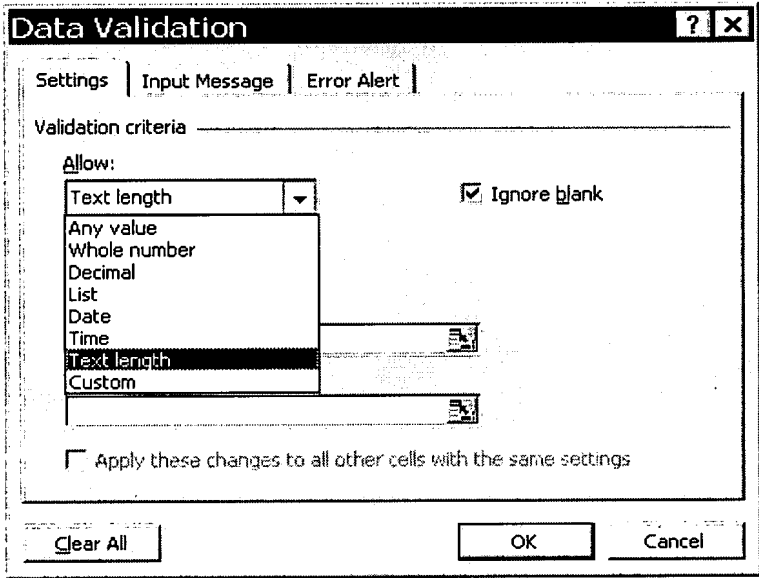 Data Validation ? X
Settings Input Message Error Alert
Validation criteria
Allow:
Text length Ignore blank
Any value
Whole number
Decimal
List
Date
Time
Text length
Custom
Apply these changes to all other cells with the same settings
Clear All OK Cancel